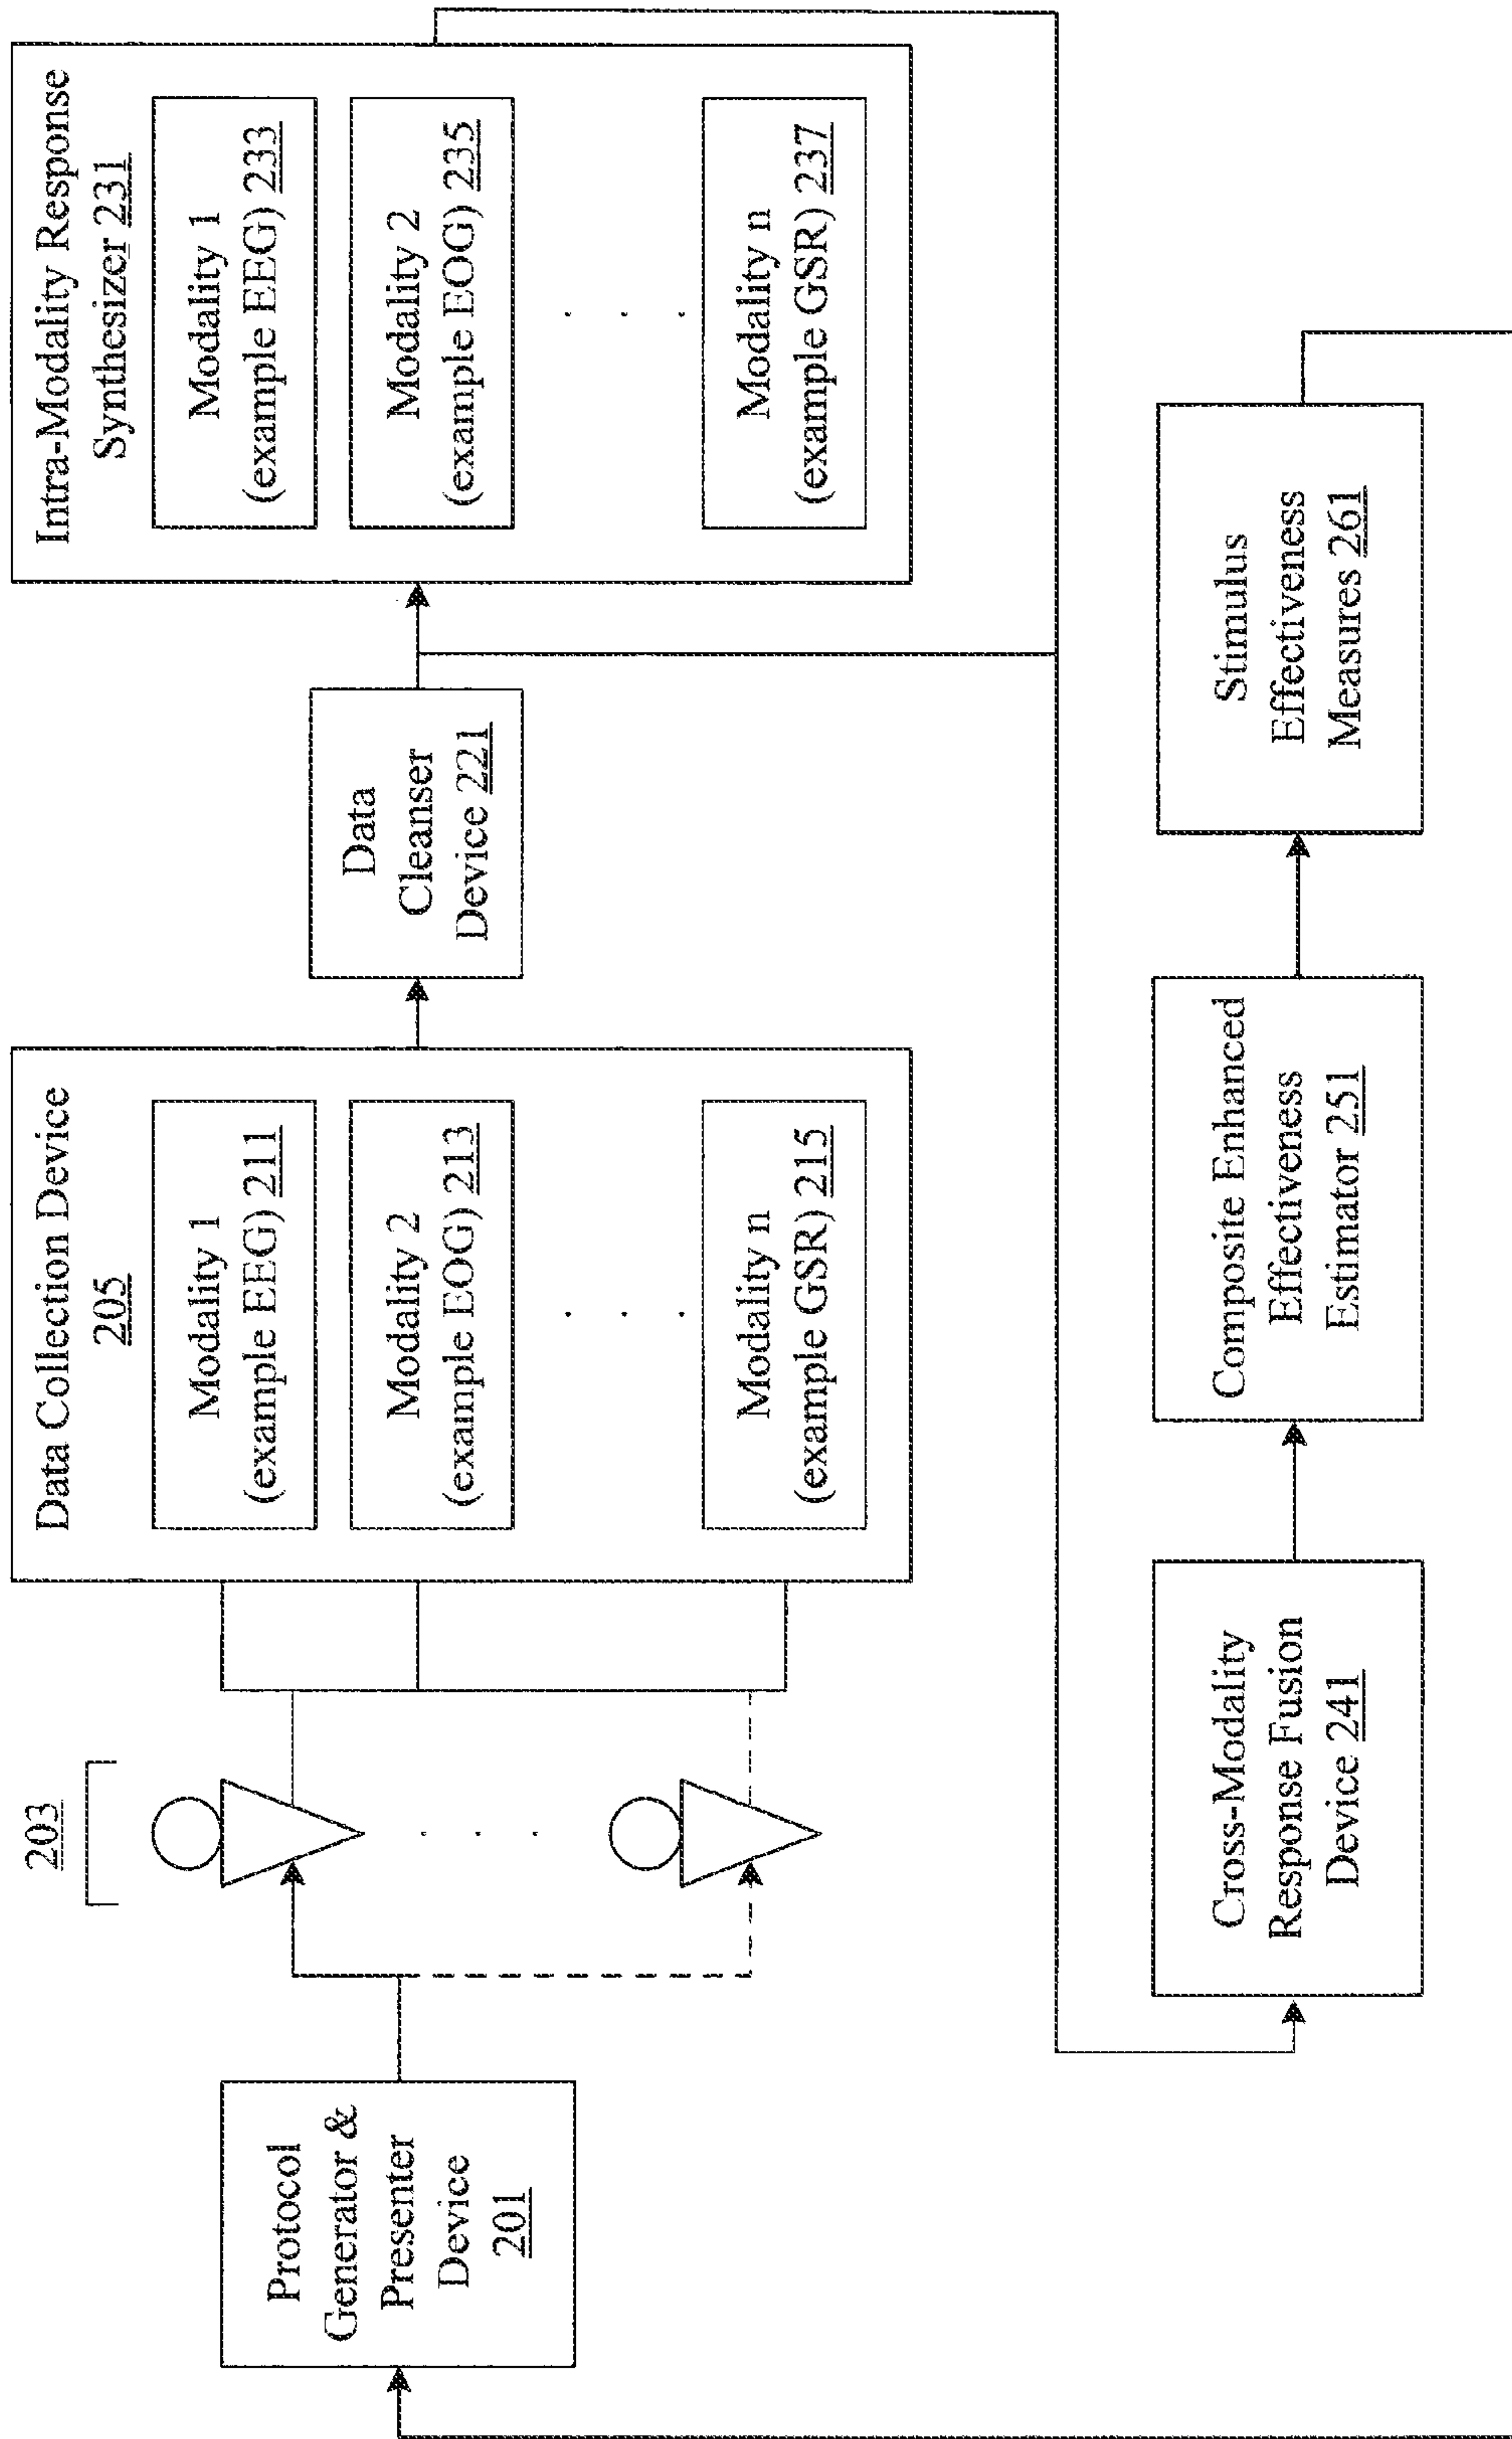 Protocol
Generator &
Presenter
Device
201
203
Data Collection Device
205
Modality 1
(example EEG) 211
Modality 2
(example EOG) 213
Modality n
(example GSR) 215
Data
Cleanser
Device 221
Intra-Modality Response
Synthesizer 231
Modality 1
(example EEG) 233
Modality 2
(example EOG) 235
Modality n
(example GSR) 237
Cross-Modality
Response Fusion
Device 241
Composite Enhanced
Effectiveness
Estimator 251
Stimulus
Effectiveness
Measures 261